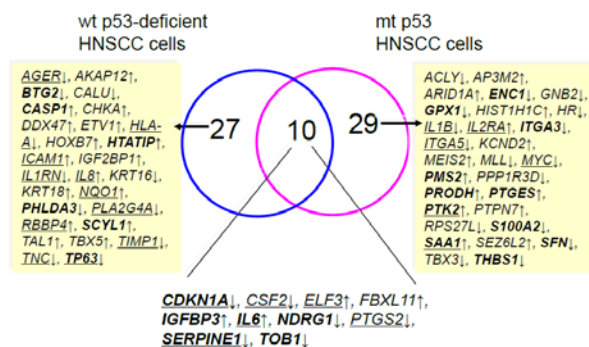 wt p53-deficient
HNSCC cells
mt p53
HNSCC cells
AGER↓, AKAP12↑,
BTG2↓, CALU↓,
CASP1↑, CHKA↑,
DDX47↑, ETV1↑, HLA-
A↓, HOXB7↑, HTATIP↑,
ICAM1↑, IGF2BP1↑,
IL1RN↓, IL8↑, KRT16↓,
KRT18↑, NQO1↑,
PHLDA3↓, PLA2G4A↓,
RBBP4↑, SCYL1↑,
TAL1↑, TBX5↑, TIMP1↓,
TNC↓, TP63↓
27
10
29
ACLY↓, AP3M2↑,
ARID1A↑, ENC1↓, GNB2↓,
GPX1↓, HIST1H1C↑, HR↓,
IL1B↓, IL2RA↑, ITGA3↓,
ITGA5↓, KCND2↑,
MEIS2↑, MLL↓, MYC↓,
PMS2↑, PPP1R3D↓,
PRODH↑, PTGES↑,
PTK2↑, PTPN7↑,
RPS27L↓, S100A2↓,
SAA1↑, SEZ6L2↑, SFN↓,
TBX3↓, THBS1↓
CDKN1A↓, CSF2↓, ELF3↑, FBXL11↑,
IGFBP3↑, IL6↑, NDRG1↓, PTGS2↓,
SERPINE1↓, TOB1↓